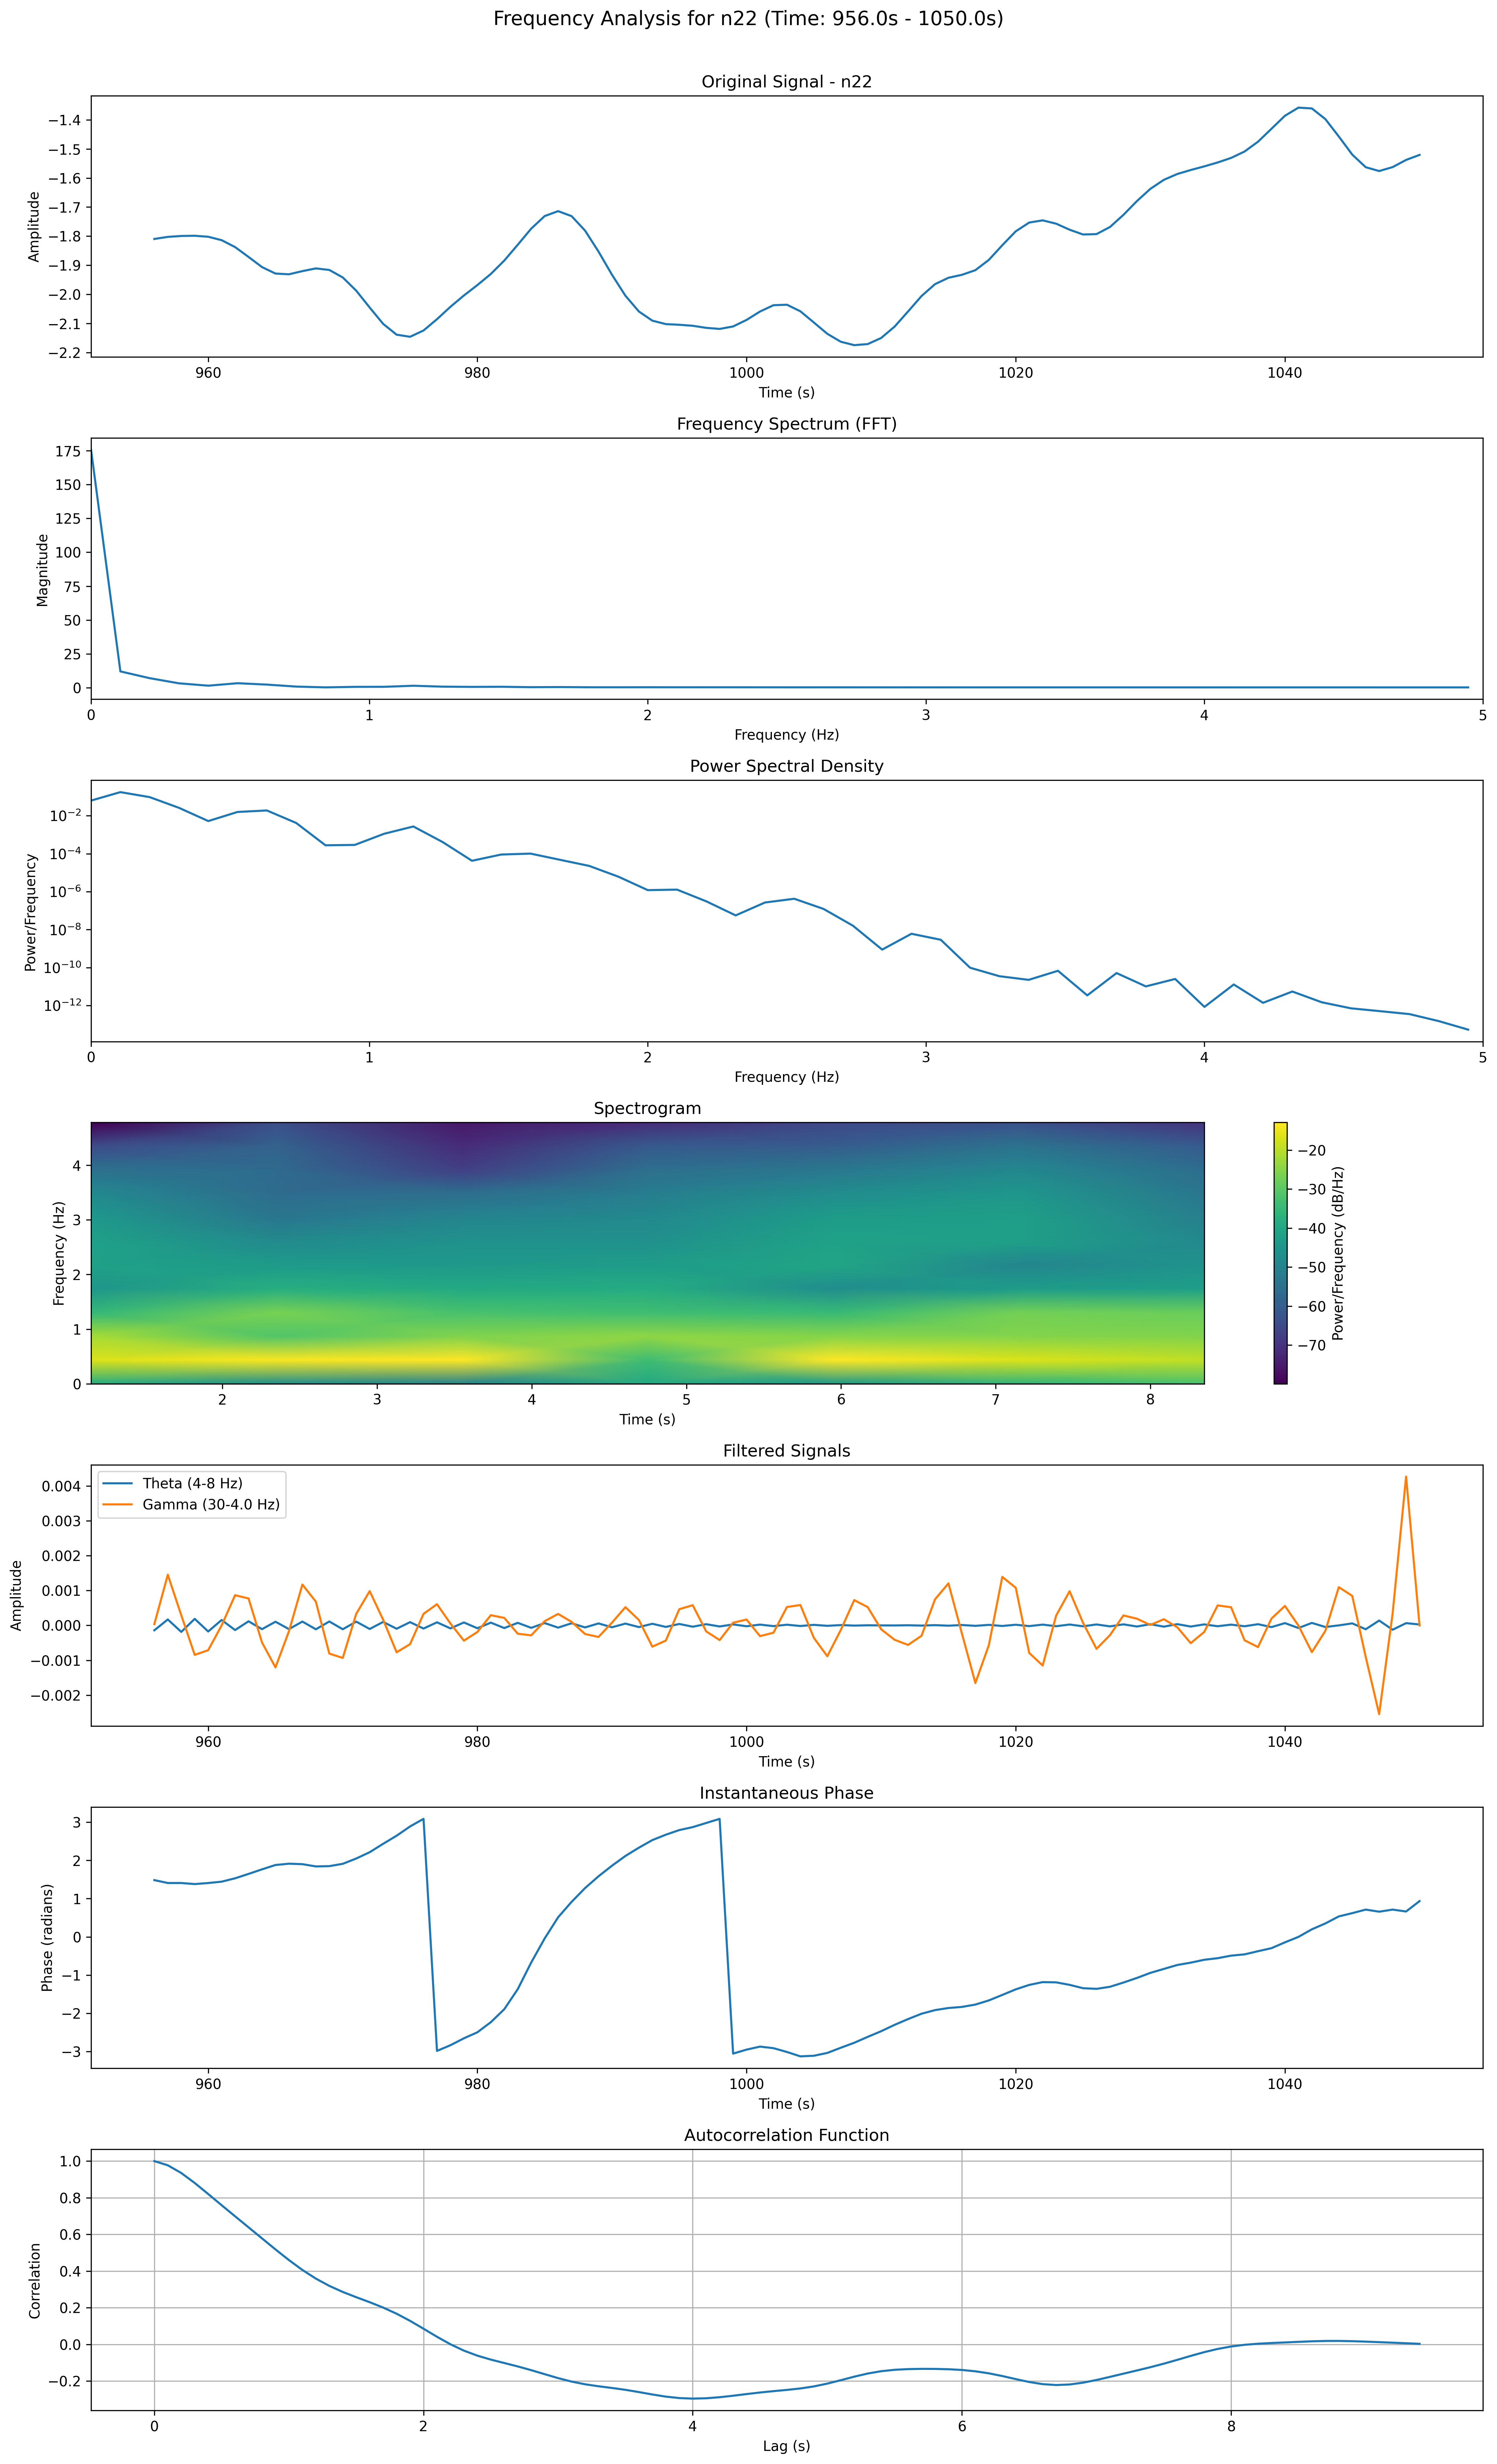 Frequency Analysis for n22 (Time: 956.0s - 1050.0s)
Original Signal - n22
Amplitude
−1.4
−1.5
−1.6
−1.7
−1.8
−1.9
−2.0
−2.1
−2.2
960 980 1000 1020 1040
Time (s)
Frequency Spectrum (FFT)
Magnitude
175
150
125
100
75
50
25
0
0 1 2 3 4 5
Frequency (Hz)
Power Spectral Density
Power/Frequency
10⁻²
10⁻⁴
10⁻⁶
10⁻⁸
10⁻¹⁰
10⁻¹²
0 1 2 3 4 5
Frequency (Hz)
Spectrogram
Frequency (Hz)
4
3
2
1
0
2 3 4 5 6 7 8
Time (s)
−20
−30
−40
−50
−60
−70
Power/Frequency (dB/Hz)
Filtered Signals
Theta (4-8 Hz)
Gamma (30-4.0 Hz)
Amplitude
0.004
0.003
0.002
0.001
0.000
−0.001
−0.002
960 980 1000 1020 1040
Time (s)
Instantaneous Phase
Phase (radians)
3
2
1
0
−1
−2
−3
960 980 1000 1020 1040
Time (s)
Autocorrelation Function
Correlation
1.0
0.8
0.6
0.4
0.2
0.0
−0.2
0 2 4 6 8
Lag (s)